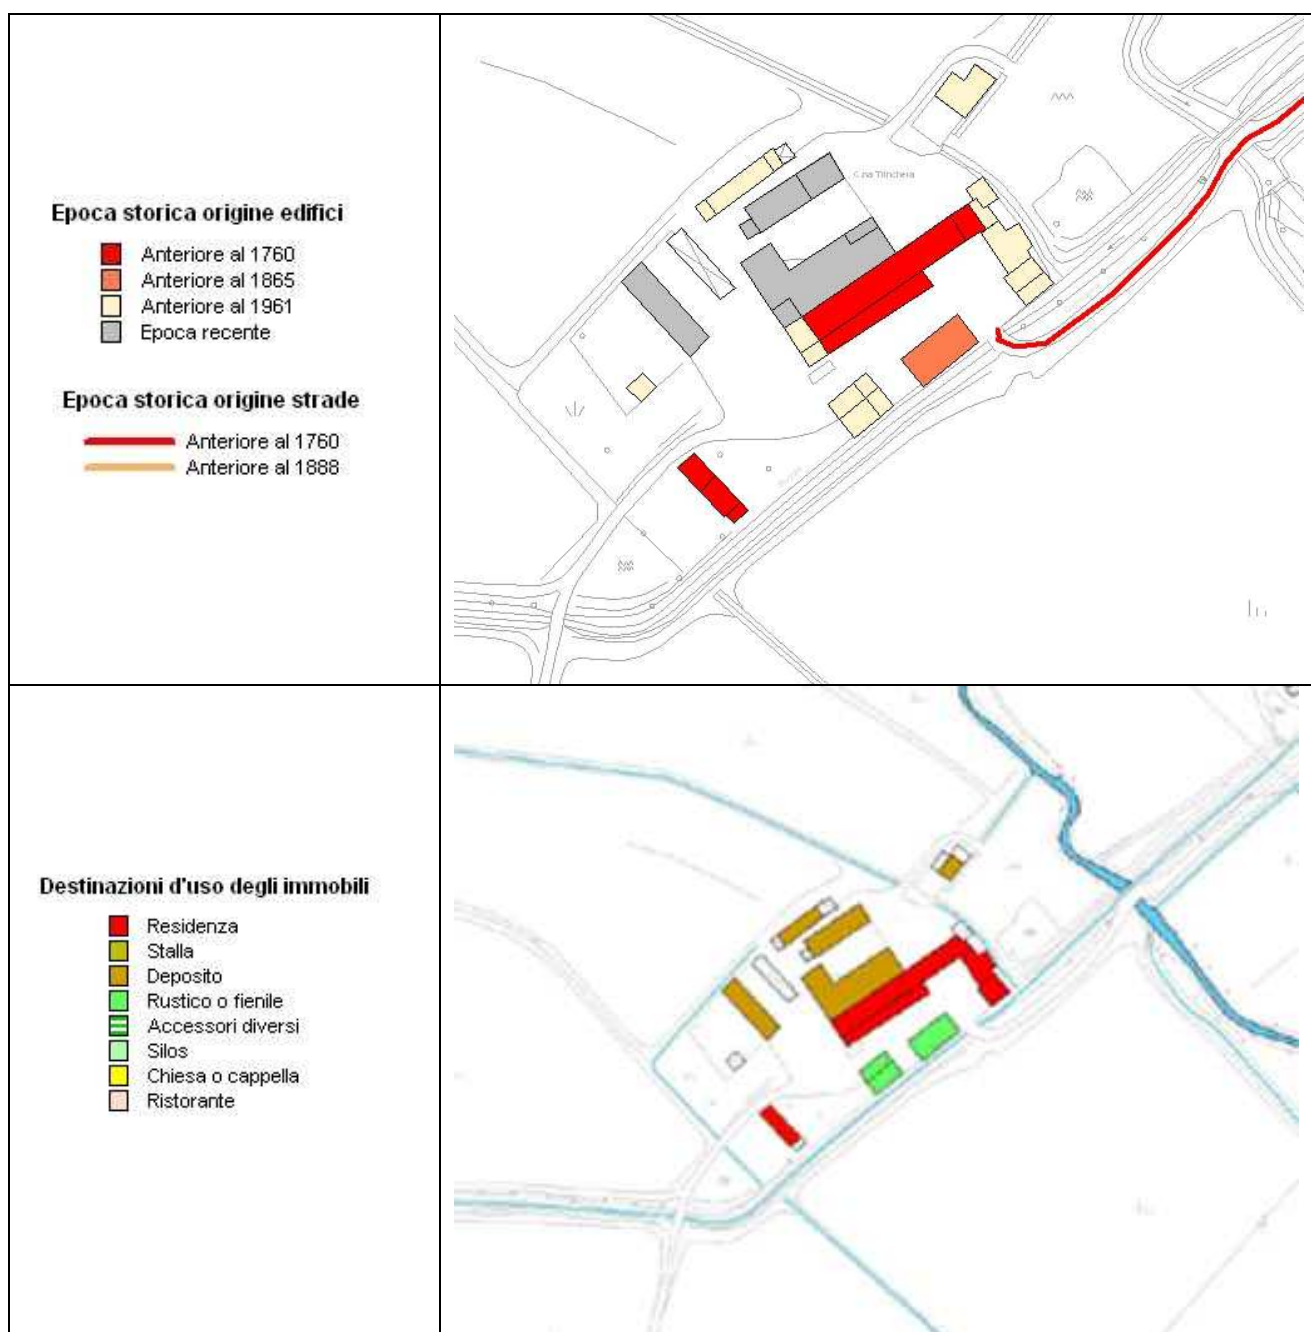 Epoca storica origine edifici
Anteriore al 1760
Anteriore al 1865
Anteriore al 1961
Epoca recente
Epoca storica origine strade
Anteriore al 1760
Anteriore al 1888
C.na Trinchera
Destinazioni d'uso degli immobili
Residenza
Stalla
Deposito
Rustico o fienile
Accessori diversi
Silos
Chiesa o cappella
Ristorante